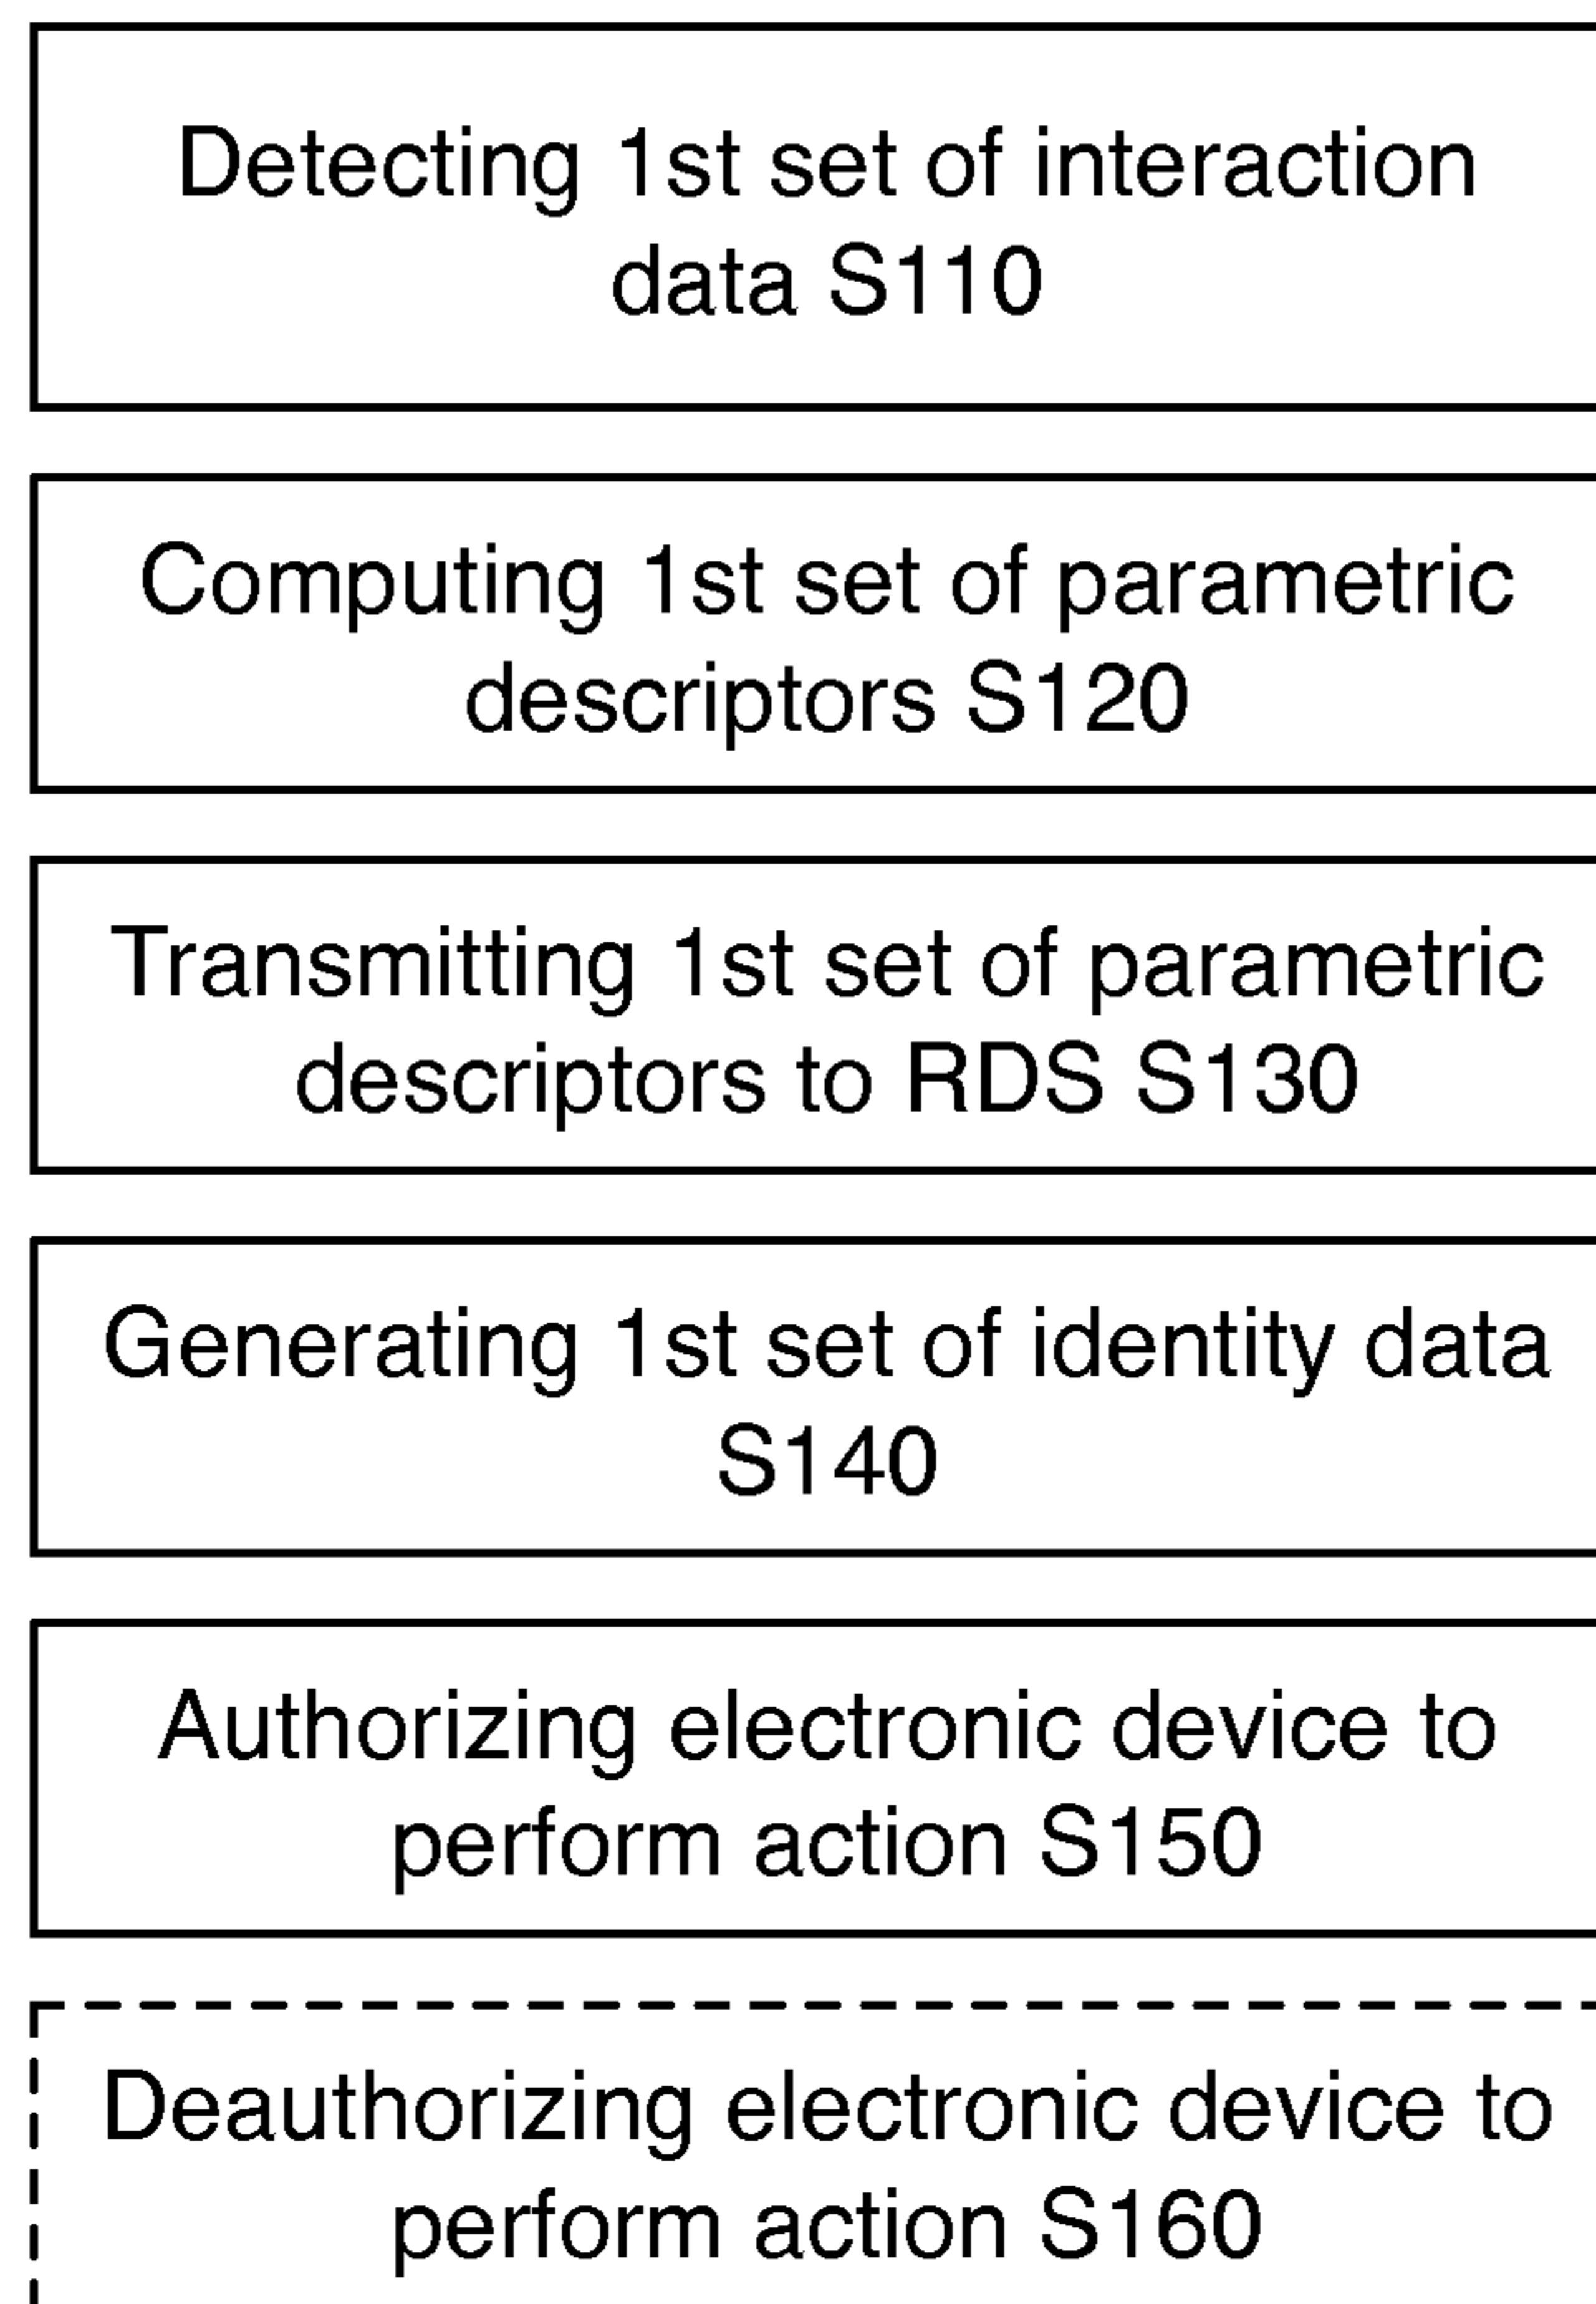 Detecting 1st set of interaction
data S110
Computing 1st set of parametric
descriptors S120
Transmitting 1st set of parametric
descriptors to RDS S130
Generating 1st set of identity data
S140
Authorizing electronic device to
perform action S150
Deauthorizing electronic device to
perform action S160